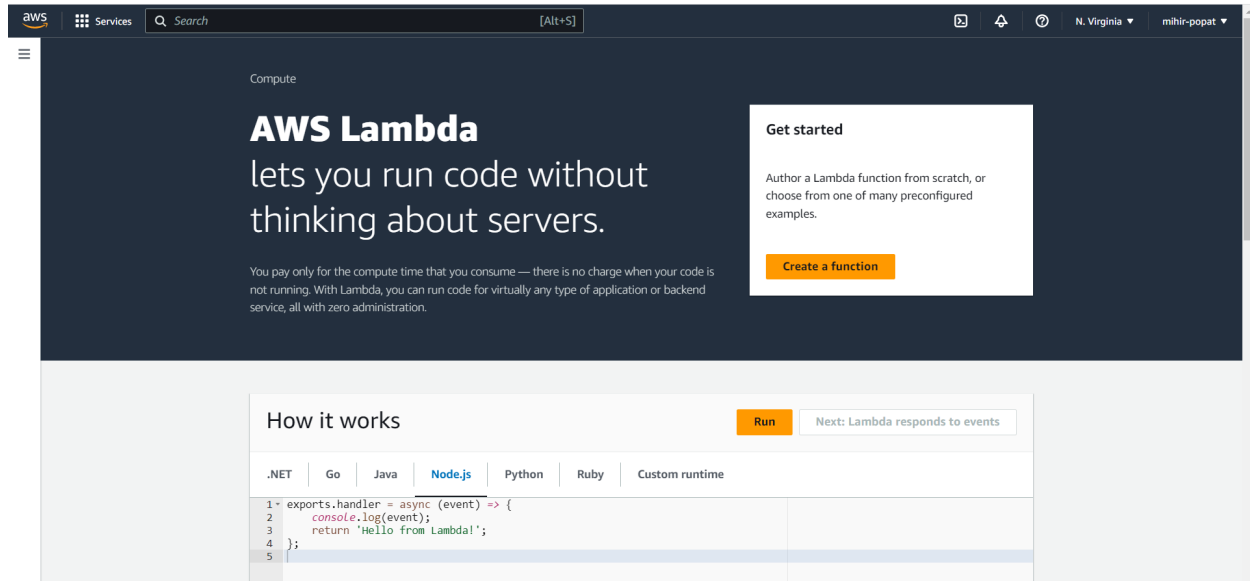 aws
Services
Search
[Alt+S]
N. Virginia
mihir-popat
Compute
AWS Lambda
lets you run code without
thinking about servers.
You pay only for the compute time that you consume — there is no charge when your code is
not running. With Lambda, you can run code for virtually any type of application or backend
service, all with zero administration.
Get started
Author a Lambda function from scratch, or
choose from one of many preconfigured
examples.
Create a function
How it works
Run
Next: Lambda responds to events
.NET
Go
Java
Node.js
Python
Ruby
Custom runtime
1 exports.handler = async (event) => {
2     console.log(event);
3     return 'Hello from Lambda!';
4 };
5